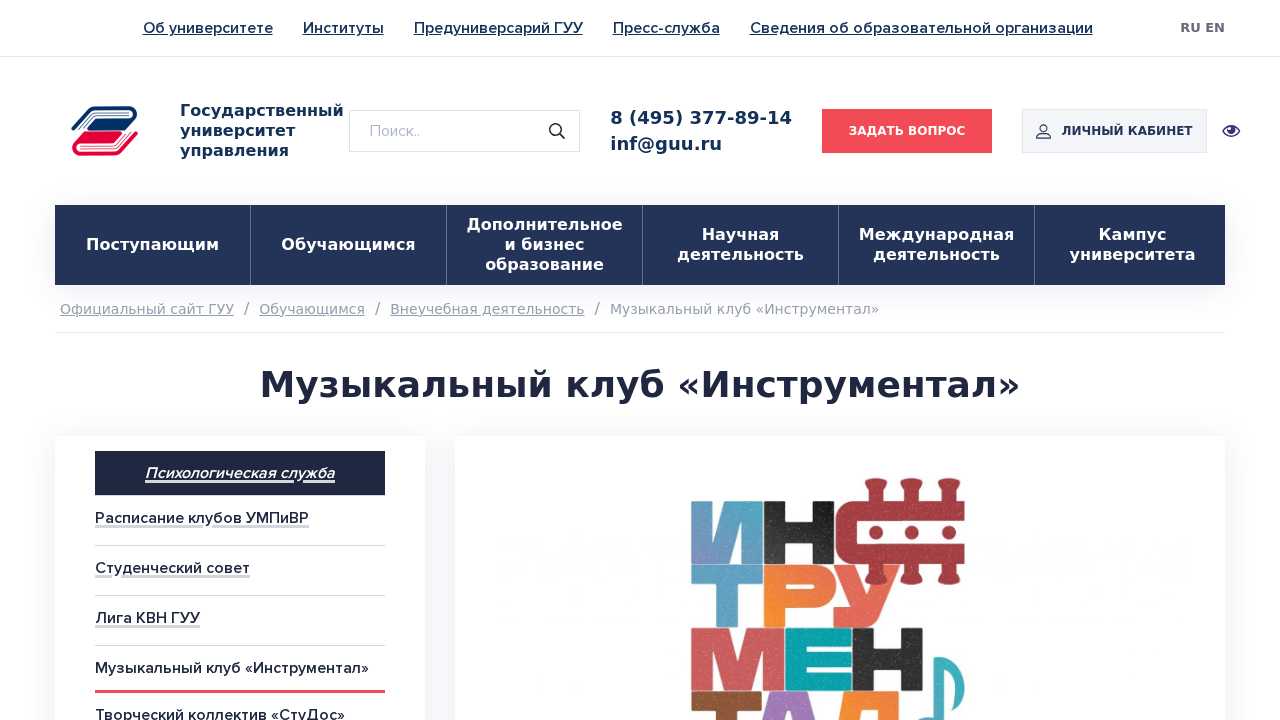 Об университете Институты Предуниверсарий ГУУ Пресс-служба Сведения об образовательной организации RU EN
Государственный
университет
управления
Поиск..
8 (495) 377-89-14
inf@guu.ru
ЗАДАТЬ ВОПРОС
ЛИЧНЫЙ КАБИНЕТ
Поступающим
Обучающимся
Дополнительное
и бизнес
образование
Научная
деятельность
Международная
деятельность
Кампус
университета
Официальный сайт ГУУ / Обучающимся / Внеучебная деятельность / Музыкальный клуб «Инструментал»
Музыкальный клуб «Инструментал»
Психологическая служба
Расписание клубов УМПиВР
Студенческий совет
Лига КВН ГУУ
Музыкальный клуб «Инструментал»
Творческий коллектив «СтуДос»
ИНС
ТРУ
МЕН
ТАЛ